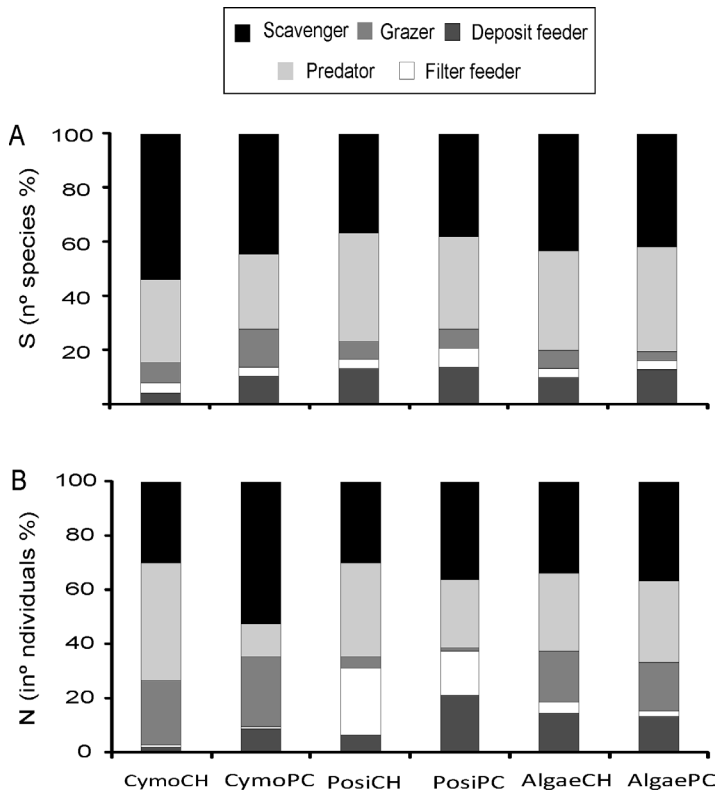 Scavenger Grazer Deposit feeder
Predator Filter feeder
A
S (nº species %)
100
80
60
40
20
B
N (inº ndividuals %)
100
80
60
40
20
0
CymoCH CymoPC PosiCH PosiPC AlgaeCH AlgaePC